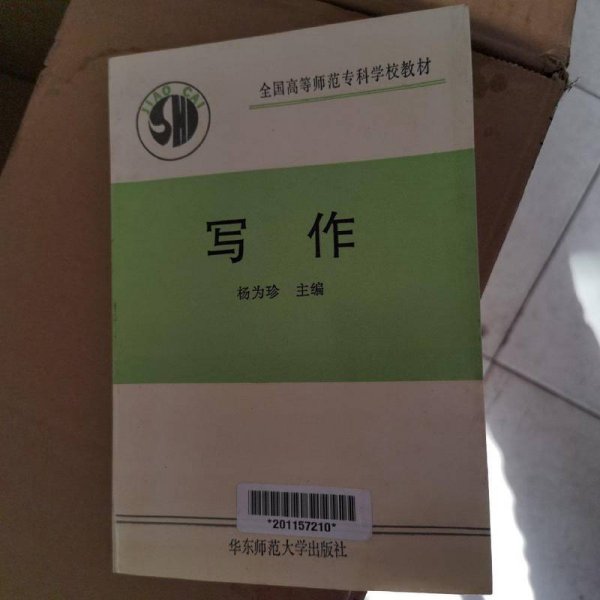 JIAO CAI
全国高等师范专科学校教材
写 作
杨为珍 主编
*201157210*
华东师范大学出版社